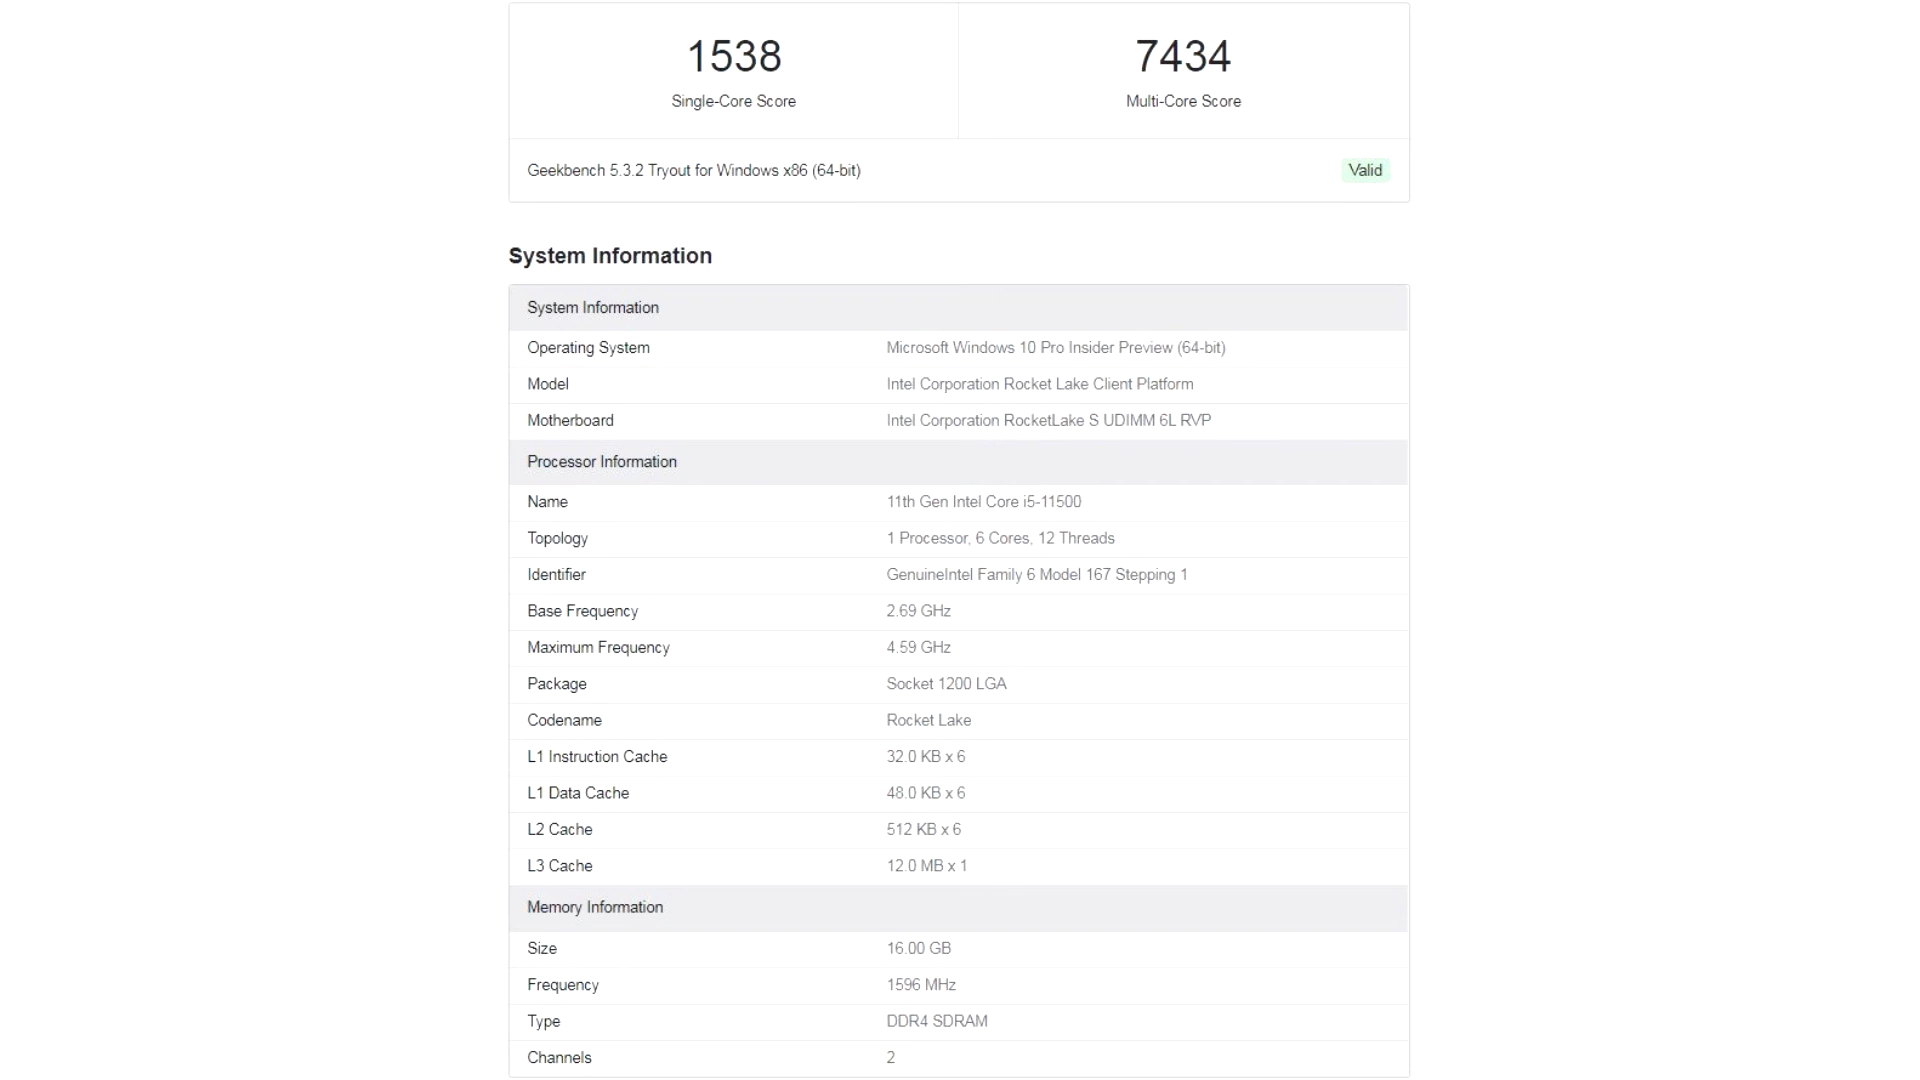 1538 7434
Single-Core Score Multi-Core Score
Geekbench 5.3.2 Tryout for Windows x86 (64-bit) Valid
System Information
System Information
Operating System Microsoft Windows 10 Pro Insider Preview (64-bit)
Model Intel Corporation Rocket Lake Client Platform
Motherboard Intel Corporation RocketLake S UDIMM 6L RVP
Processor Information
Name 11th Gen Intel Core i5-11500
Topology 1 Processor, 6 Cores, 12 Threads
Identifier GenuineIntel Family 6 Model 167 Stepping 1
Base Frequency 2.69 GHz
Maximum Frequency 4.59 GHz
Package Socket 1200 LGA
Codename Rocket Lake
L1 Instruction Cache 32.0 KB x 6
L1 Data Cache 48.0 KB x 6
L2 Cache 512 KB x 6
L3 Cache 12.0 MB x 1
Memory Information
Size 16.00 GB
Frequency 1596 MHz
Type DDR4 SDRAM
Channels 2